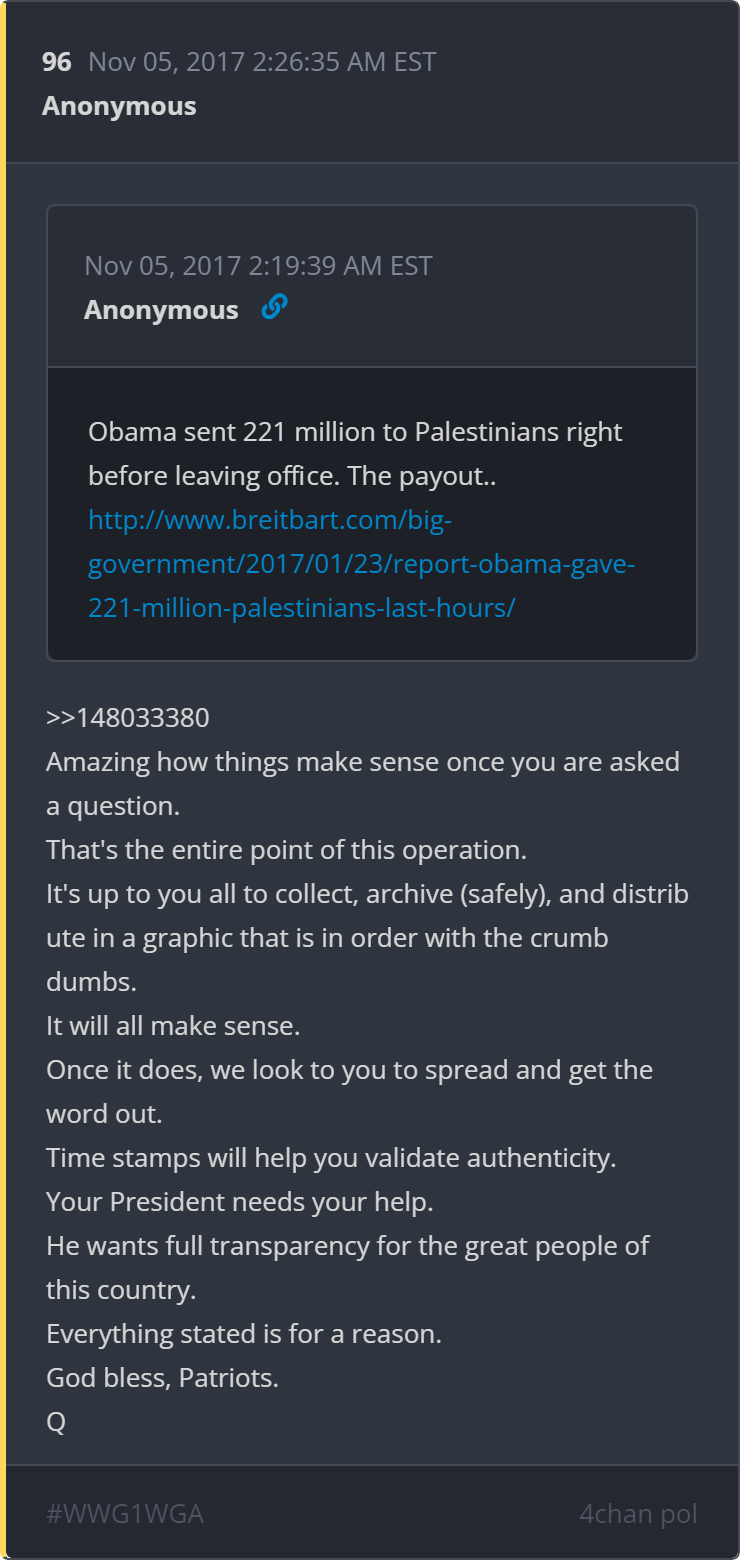 96 Nov 05, 2017 2:26:35 AM EST
Anonymous
Nov 05, 2017 2:19:39 AM EST
Anonymous
Obama sent 221 million to Palestinians right
before leaving office. The payout..
http://www.breitbart.com/big-
government/2017/01/23/report-obama-gave-
221-million-palestinians-last-hours/
>>148033380
Amazing how things make sense once you are asked
a question.
That's the entire point of this operation.
It's up to you all to collect, archive (safely), and distrib
ute in a graphic that is in order with the crumb
dumbs.
It will all make sense.
Once it does, we look to you to spread and get the
word out.
Time stamps will help you validate authenticity.
Your President needs your help.
He wants full transparency for the great people of
this country.
Everything stated is for a reason.
God bless, Patriots.
Q
#WWG1WGA 4chan pol